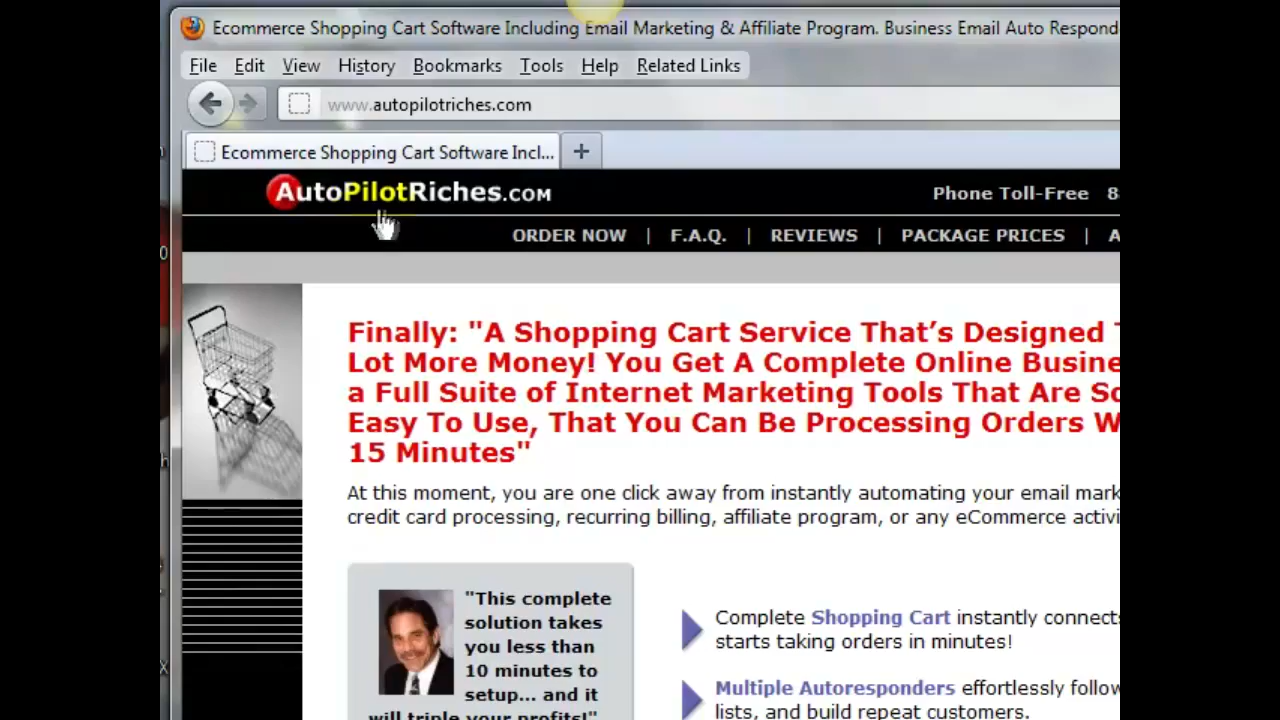 Ecommerce Shopping Cart Software Including Email Marketing & Affiliate Program. Business Email Auto Respond
File Edit View History Bookmarks Tools Help Related Links
www.autopilotriches.com
Ecommerce Shopping Cart Software Incl... +
AutoPilotRiches.COM Phone Toll-Free 8
ORDER NOW | F.A.Q. | REVIEWS | PACKAGE PRICES | A
Finally: "A Shopping Cart Service That's Designed T
Lot More Money! You Get A Complete Online Busine
a Full Suite of Internet Marketing Tools That Are So
Easy To Use, That You Can Be Processing Orders W
15 Minutes"
At this moment, you are one click away from instantly automating your email mark
credit card processing, recurring billing, affiliate program, or any eCommerce activi
"This complete
solution takes
you less than
10 minutes to
setup... and it
will triple your profits!"
Complete Shopping Cart instantly connects
starts taking orders in minutes!
Multiple Autoresponders effortlessly follow
lists, and build repeat customers.